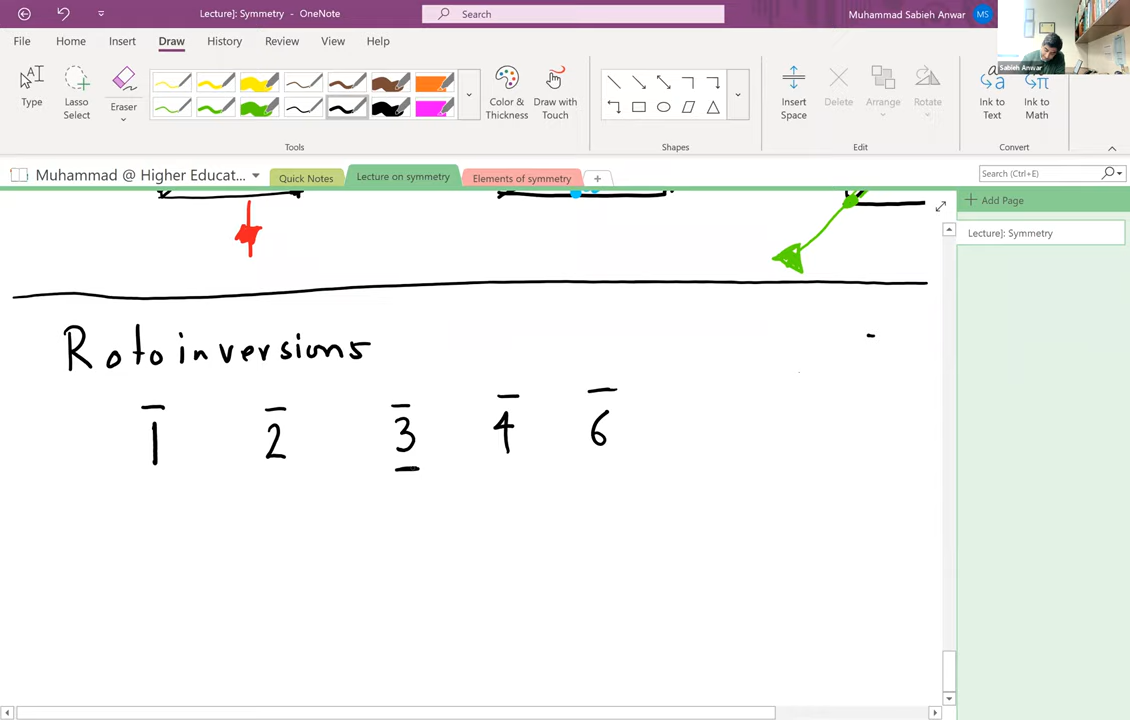 Lecture]: Symmetry - OneNote
Search
Muhammad Sabieh Anwar
MS
Sabieh Anwar
File Home Insert Draw History Review View Help
Type
Lasso Select
Eraser
Color & Thickness
Draw with Touch
Insert Space
Delete
Arrange
Rotate
a
Ink to Text
Ink to Math
Tools
Shapes
Edit
Convert
Muhammad @ Higher Educat...
Quick Notes
Lecture on symmetry
Elements of symmetry
Search (Ctrl+E)
Add Page
Lecture]: Symmetry
Rotoinversions
1̅ 2̅ 3̅ 4̅ 6̅